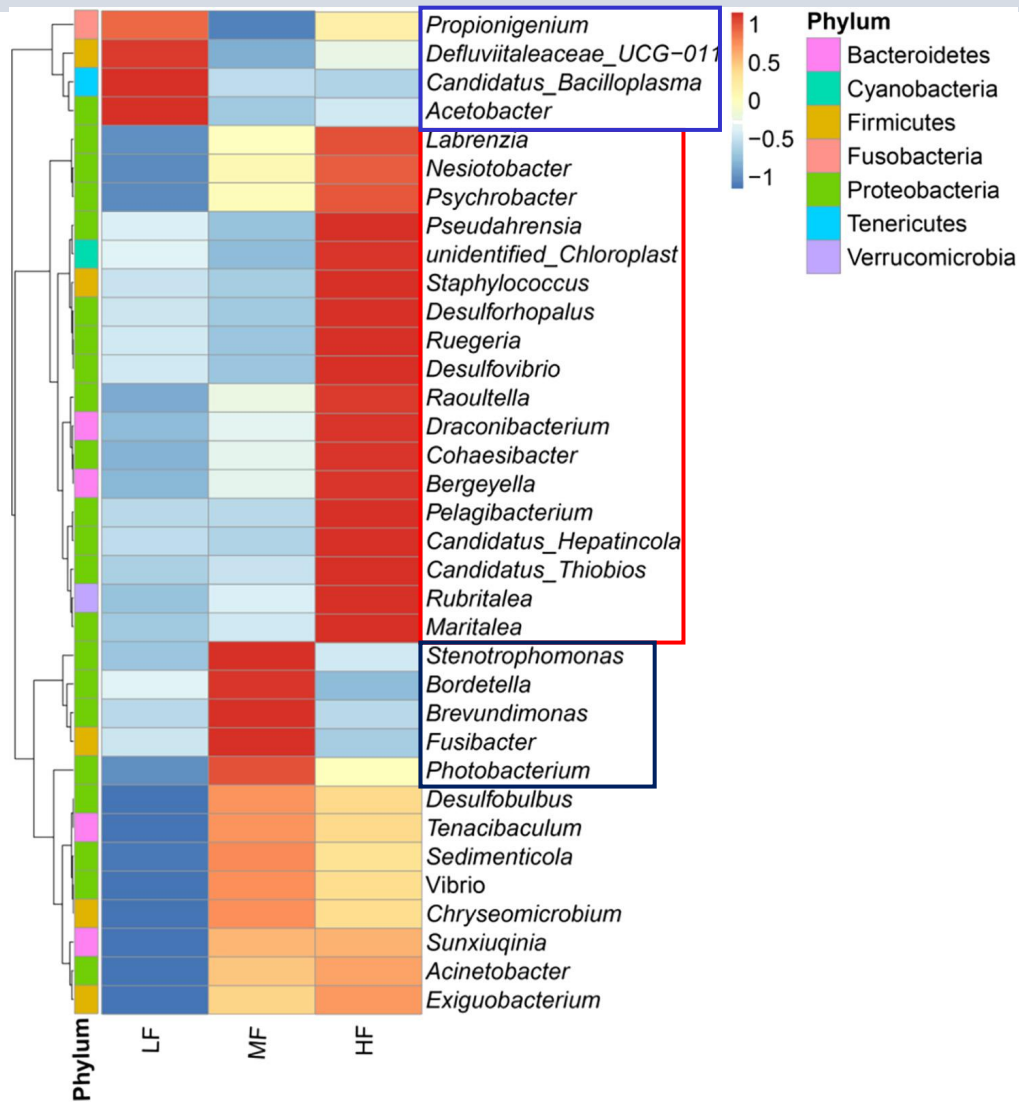 Propionigenium
Defluviitaleaceae_UCG−011
Candidatus_Bacilloplasma
Acetobacter
Labrenzia
Nesiotobacter
Psychrobacter
Pseudahrensia
unidentified_Chloroplast
Staphylococcus
Desulforhopalus
Ruegeria
Desulfovibrio
Raoultella
Draconibacterium
Cohaesibacter
Bergeyella
Pelagibacterium
Candidatus_Hepatincola
Candidatus_Thiobios
Rubritalea
Maritalea
Stenotrophomonas
Bordetella
Brevundimonas
Fusibacter
Photobacterium
Desulfobulbus
Tenacibaculum
Sedimenticola
Vibrio
Chryseomicrobium
Sunxiuqinia
Acinetobacter
Exiguobacterium
1
0.5
0
−0.5
−1
Phylum
Bacteroidetes
Cyanobacteria
Firmicutes
Fusobacteria
Proteobacteria
Tenericutes
Verrucomicrobia
Phylum
LF
MF
HF